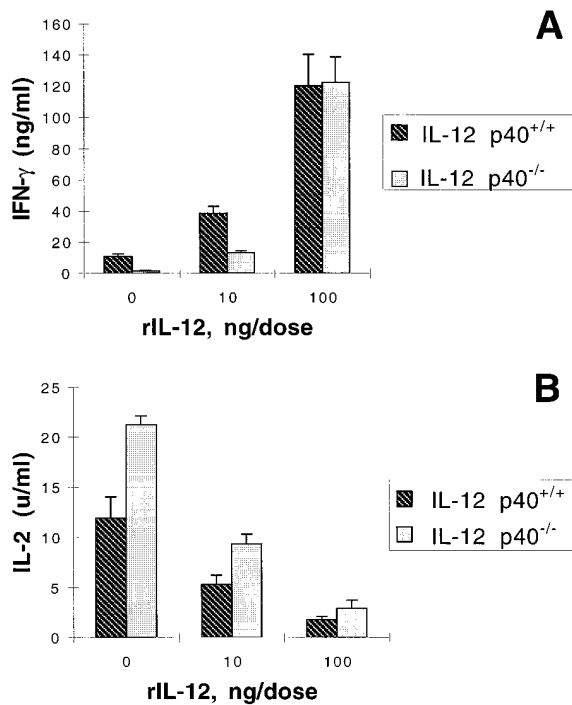 A
160
140
120
100
80
60
40
20
0
IFN-γ (ng/ml)
0 10 100
rIL-12, ng/dose
IL-12 p40+/+
IL-12 p40-/-
B
25
20
15
10
5
0
IL-2 (u/ml)
0 10 100
rIL-12, ng/dose
IL-12 p40+/+
IL-12 p40-/-